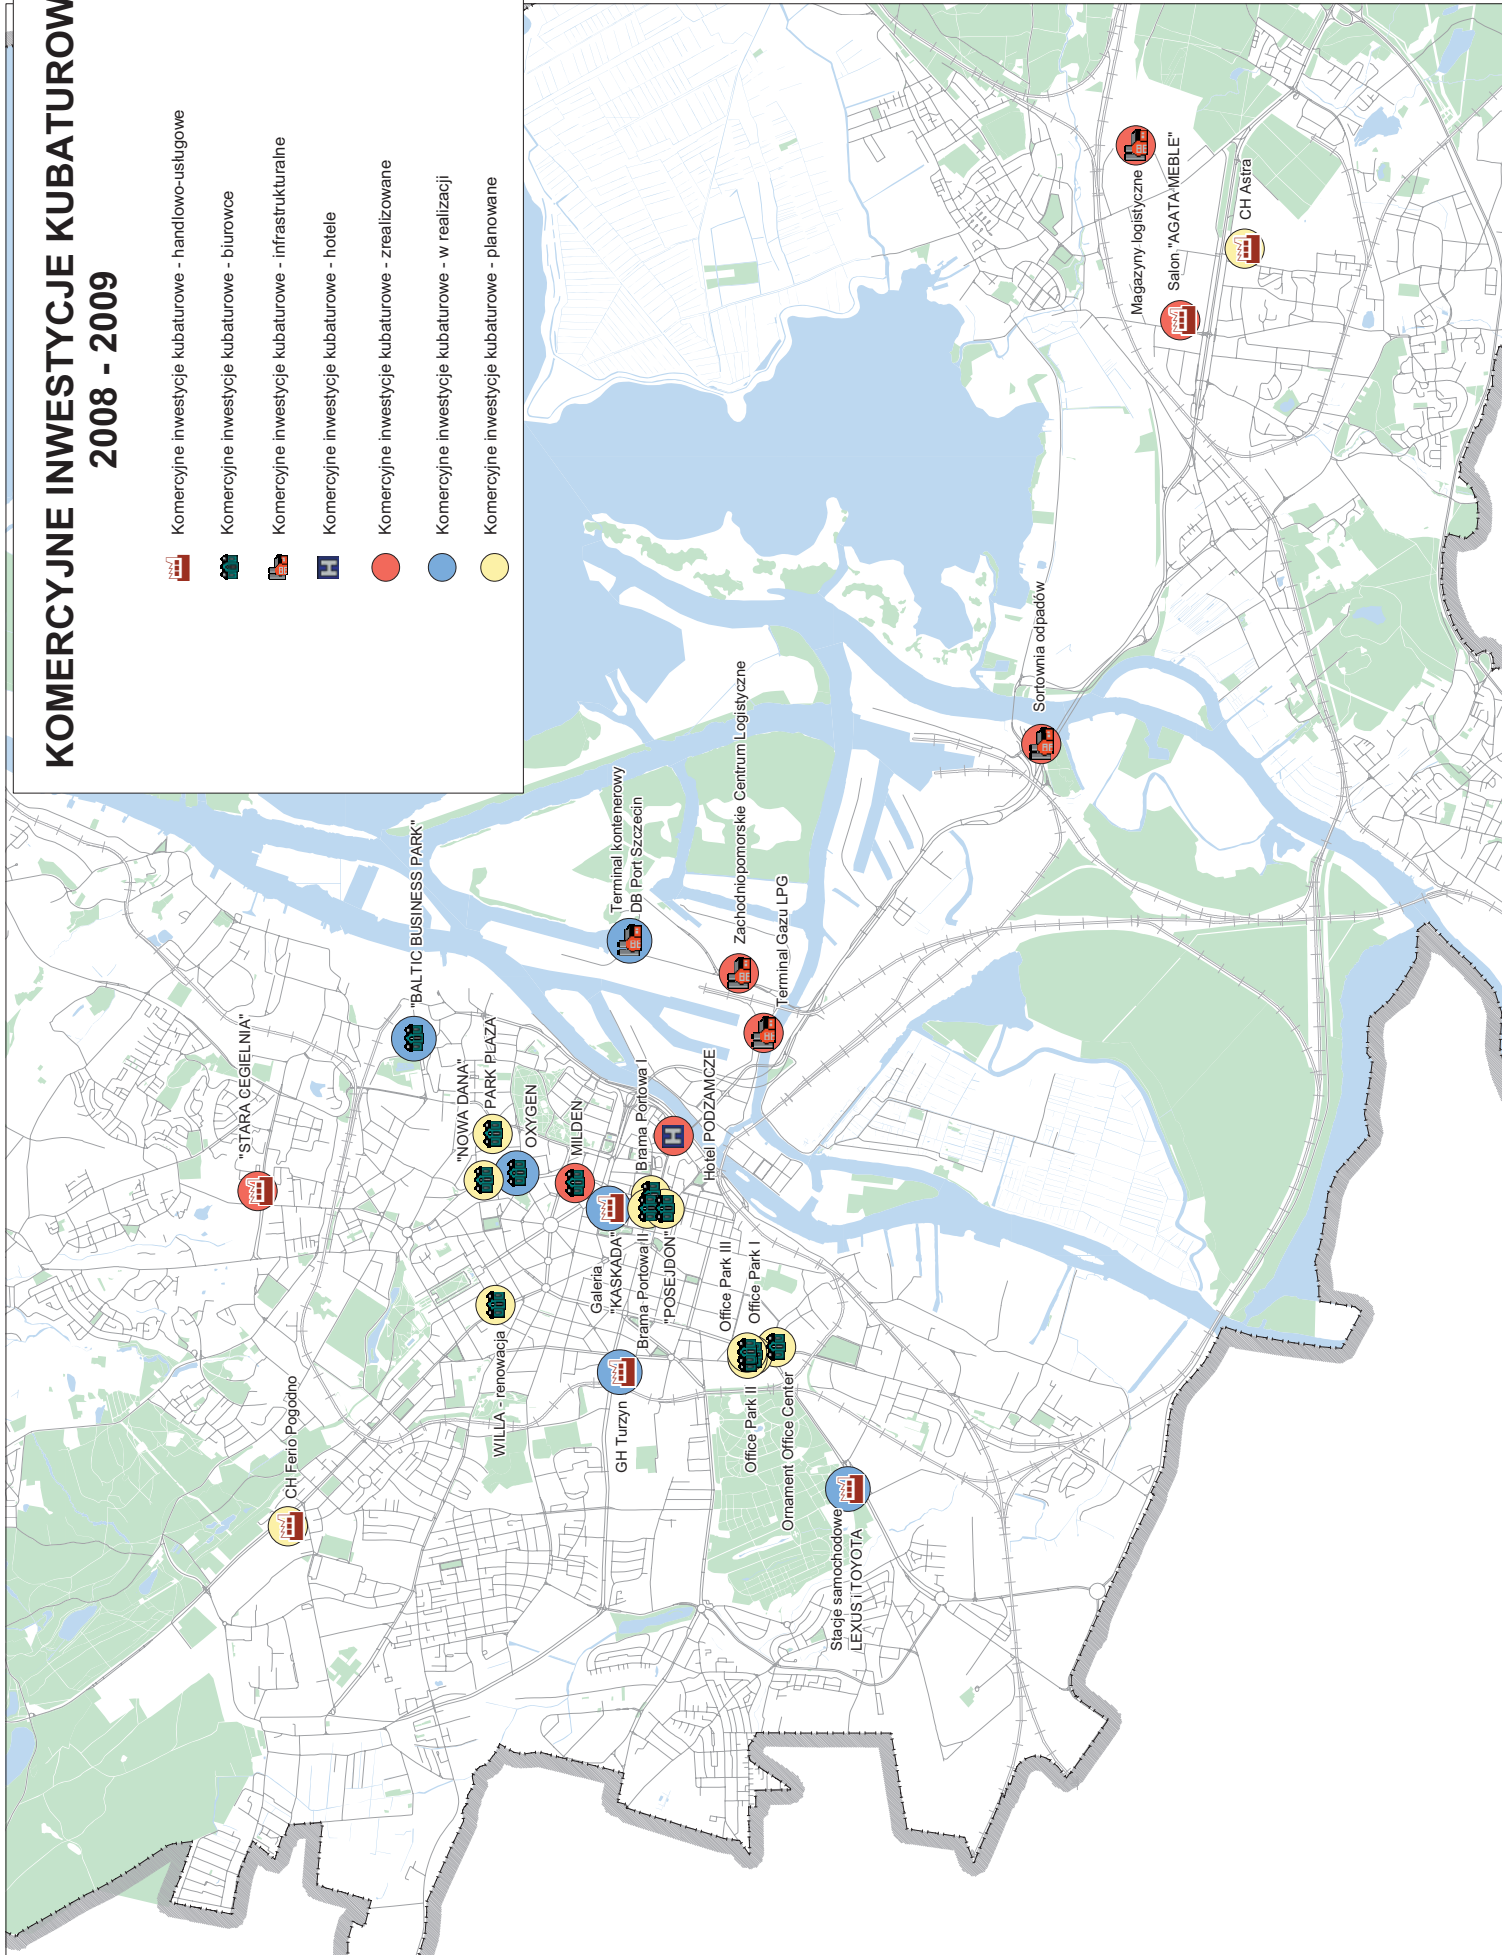 KOMERCYJNE INWESTYCJE KUBATUROW
2008 - 2009
Komercyjne inwestycje kubaturowe - handlowo-usługowe
Komercyjne inwestycje kubaturowe - biurowce
Komercyjne inwestycje kubaturowe - infrastrukturalne
H
Komercyjne inwestycje kubaturowe - hotele
Komercyjne inwestycje kubaturowe - zrealizowane
Komercyjne inwestycje kubaturowe - w realizacji
Komercyjne inwestycje kubaturowe - planowane
"STARA CEGIELNIA"
CH Ferio Pogodno
"BALTIC BUSINESS PARK"
"NOWA DANA"
PARK PLAZA
OXYGEN
WILLA - renowacja
MILDEN
Galeria
"KASKADA"
GH Turzyn
Brama Portowa I
Brama Portowa II
"POSEJDON"
H
Hotel PODZAMCZE
Terminal kontenerowy
DB Port Szczecin
Zachodniopomorskie Centrum Logistyczne
Terminal Gazu LPG
Office Park III
Office Park I
Office Park II
Ornament Office Center
Stacje samochodowe
LEXUS i TOYOTA
Sortownia odpadów
Magazyny logistyczne
Salon "AGATA-MEBLE"
CH Astra